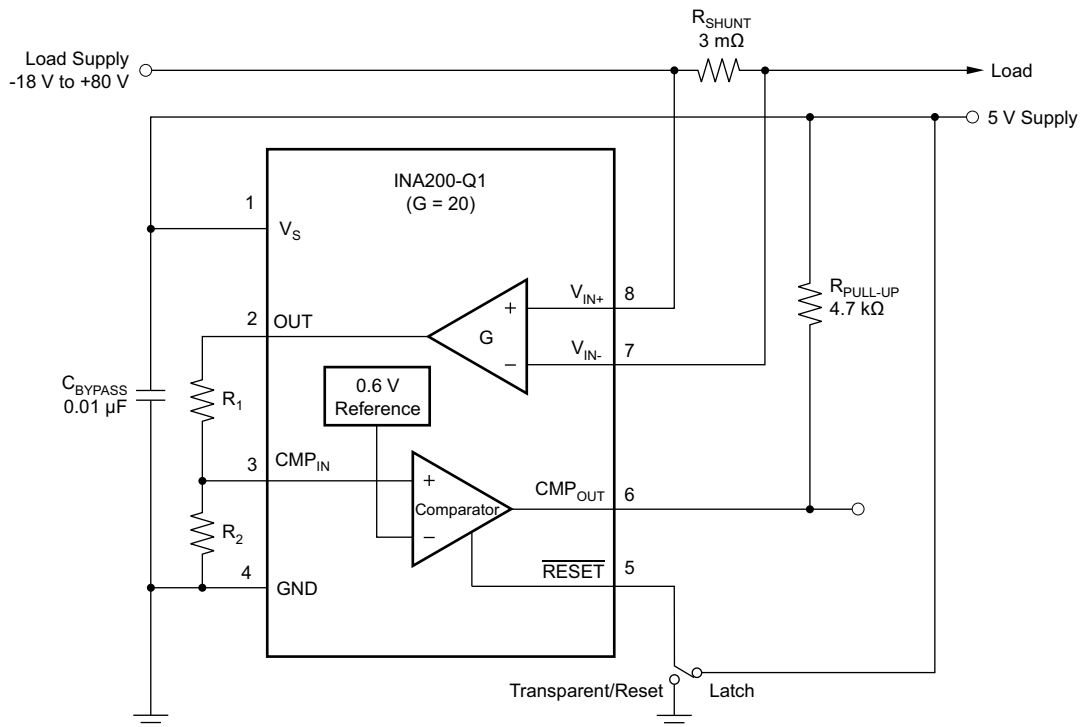 R_SHUNT
3 mΩ
Load Supply
-18 V to +80 V
Load
5 V Supply
INA200-Q1
(G = 20)
1
V_S
V_IN+
8
R_PULL-UP
4.7 kΩ
2
OUT
+
G
−
V_IN-
7
C_BYPASS
0.01 µF
R_1
0.6 V
Reference
3
CMP_IN
+
Comparator
−
CMP_OUT
6
R_2
RESET
5
4
GND
Transparent/Reset
Latch